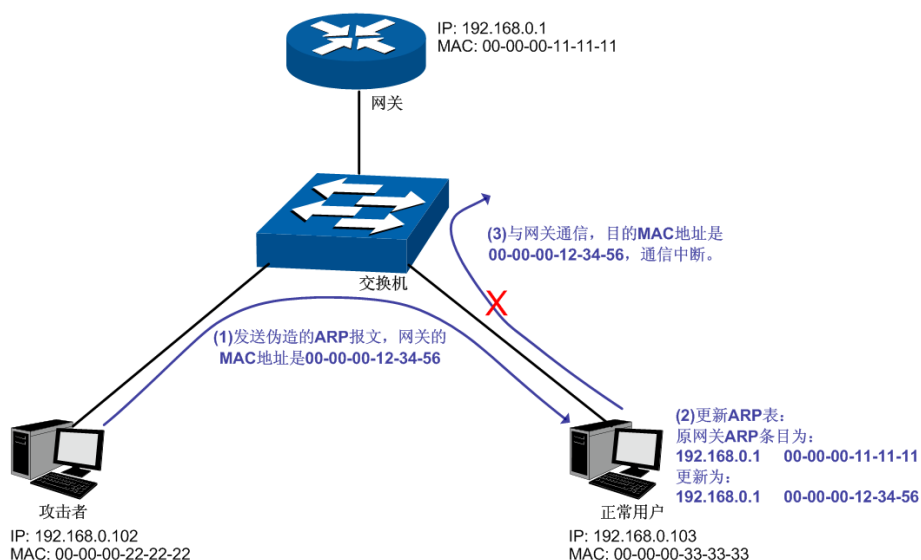 IP: 192.168.0.1
MAC: 00-00-00-11-11-11
网关
(3)与网关通信，目的MAC地址是
00-00-00-12-34-56，通信中断。
交换机
(1)发送伪造的ARP报文，网关的
MAC地址是00-00-00-12-34-56
(2)更新ARP表：
原网关ARP条目为：
192.168.0.1 00-00-00-11-11-11
更新为：
192.168.0.1 00-00-00-12-34-56
攻击者
IP: 192.168.0.102
MAC: 00-00-00-22-22-22
正常用户
IP: 192.168.0.103
MAC: 00-00-00-33-33-33